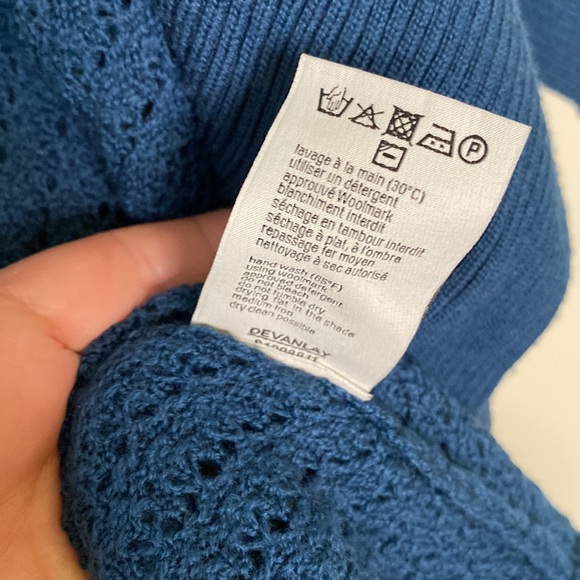 P
lavage à la main (30°C)
utiliser un détergent
approuvé Woolmark
blanchiment interdit
séchage en tambour interdit
séchage à plat, à l'ombre
repassage fer moyen
nettoyage à sec autorisé
hand wash (85°F)
using woolmark
approved detergent
do not bleach
do not tumble dry
drying flat, in the shade
medium iron
dry clean possible
DEVANLAY